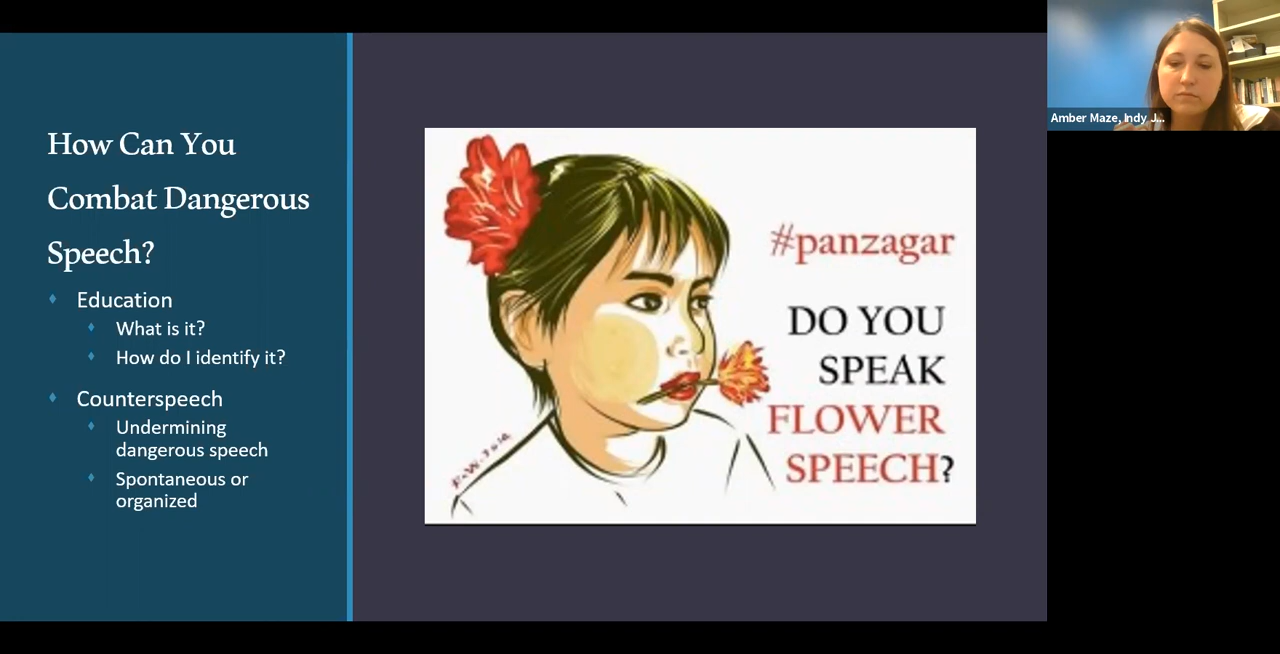 How Can You
Combat Dangerous
Speech?
Education
What is it?
How do I identify it?
Counterspeech
Undermining
dangerous speech
Spontaneous or
organized
#panzagar
DO YOU
SPEAK
FLOWER
SPEECH?
Amber Maze, Indy J...